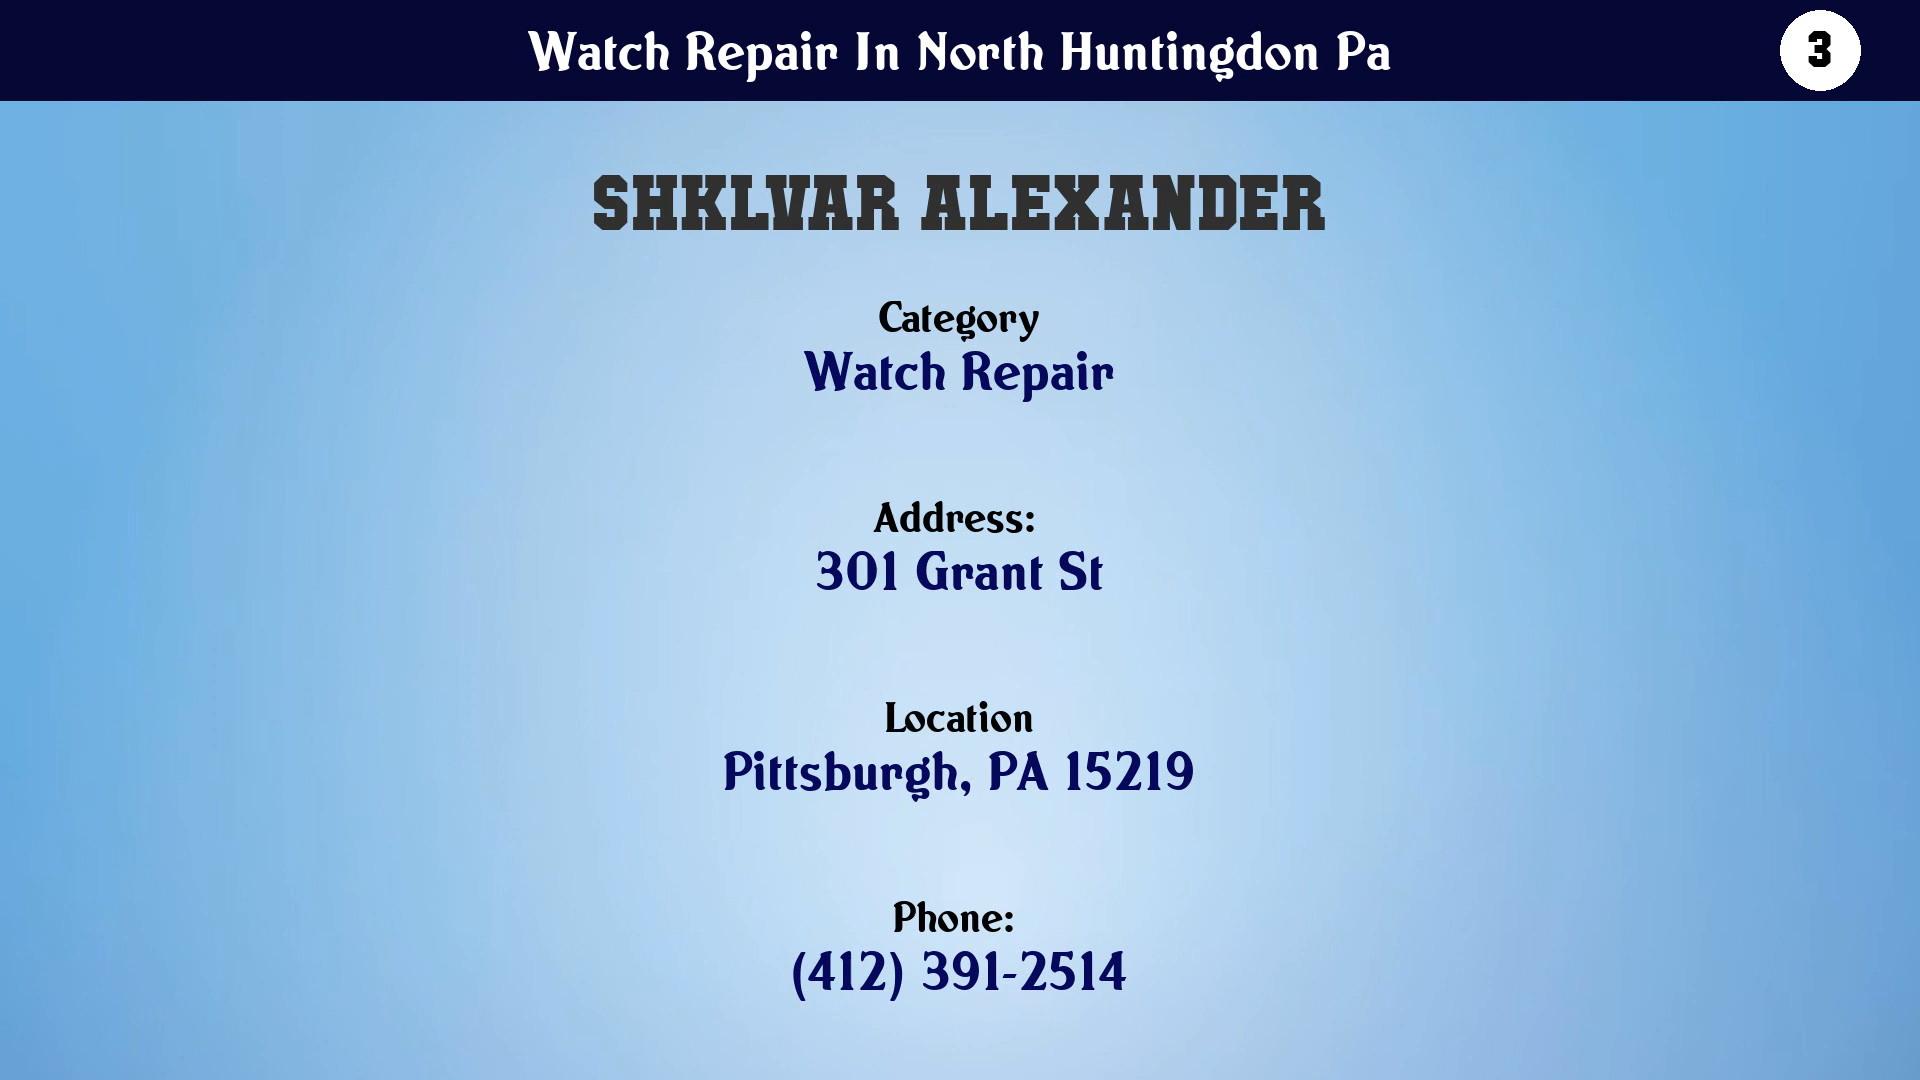 Watch Repair In North Huntingdon Pa
3
SHKLVAR ALEXANDER
Category
Watch Repair
Address:
301 Grant St
Location
Pittsburgh, PA 15219
Phone:
(412) 391-2514